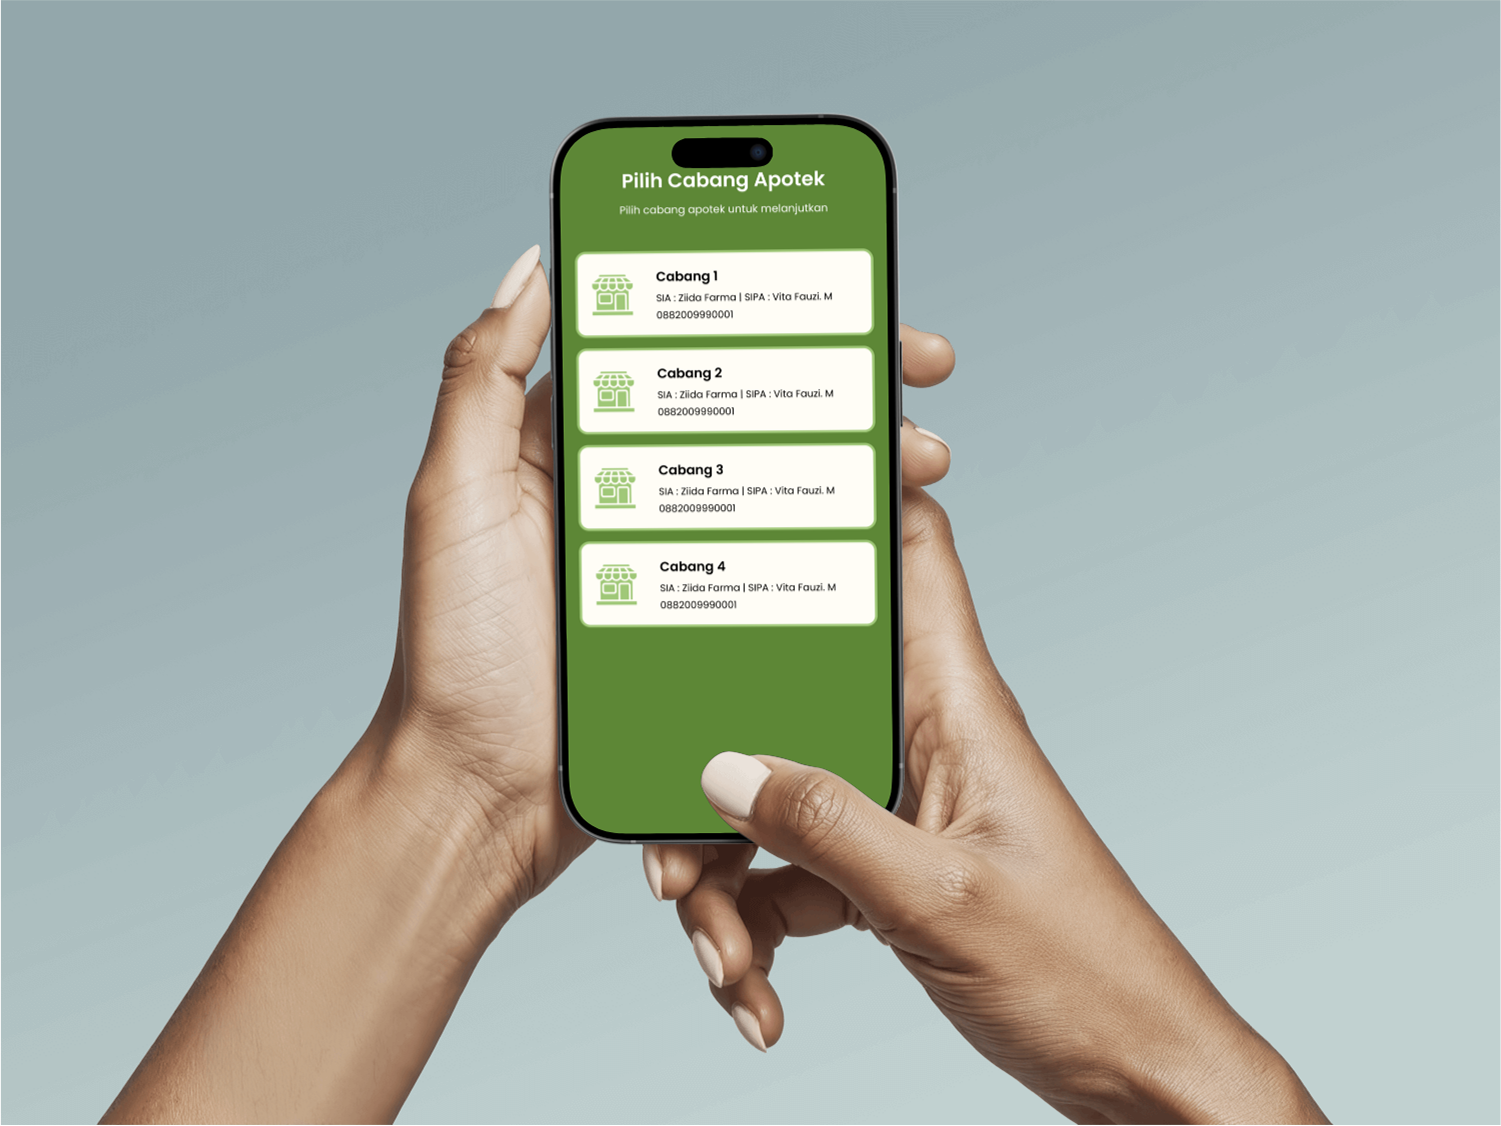 Pilih Cabang Apotek
Pilih cabang apotek untuk melanjutkan
Cabang 1
SIA : Ziida Farma | SIPA : Vita Fauzi. M
0882009990001
Cabang 2
SIA : Ziida Farma | SIPA : Vita Fauzi. M
0882009990001
Cabang 3
SIA : Ziida Farma | SIPA : Vita Fauzi. M
0882009990001
Cabang 4
SIA : Ziida Farma | SIPA : Vita Fauzi. M
0882009990001